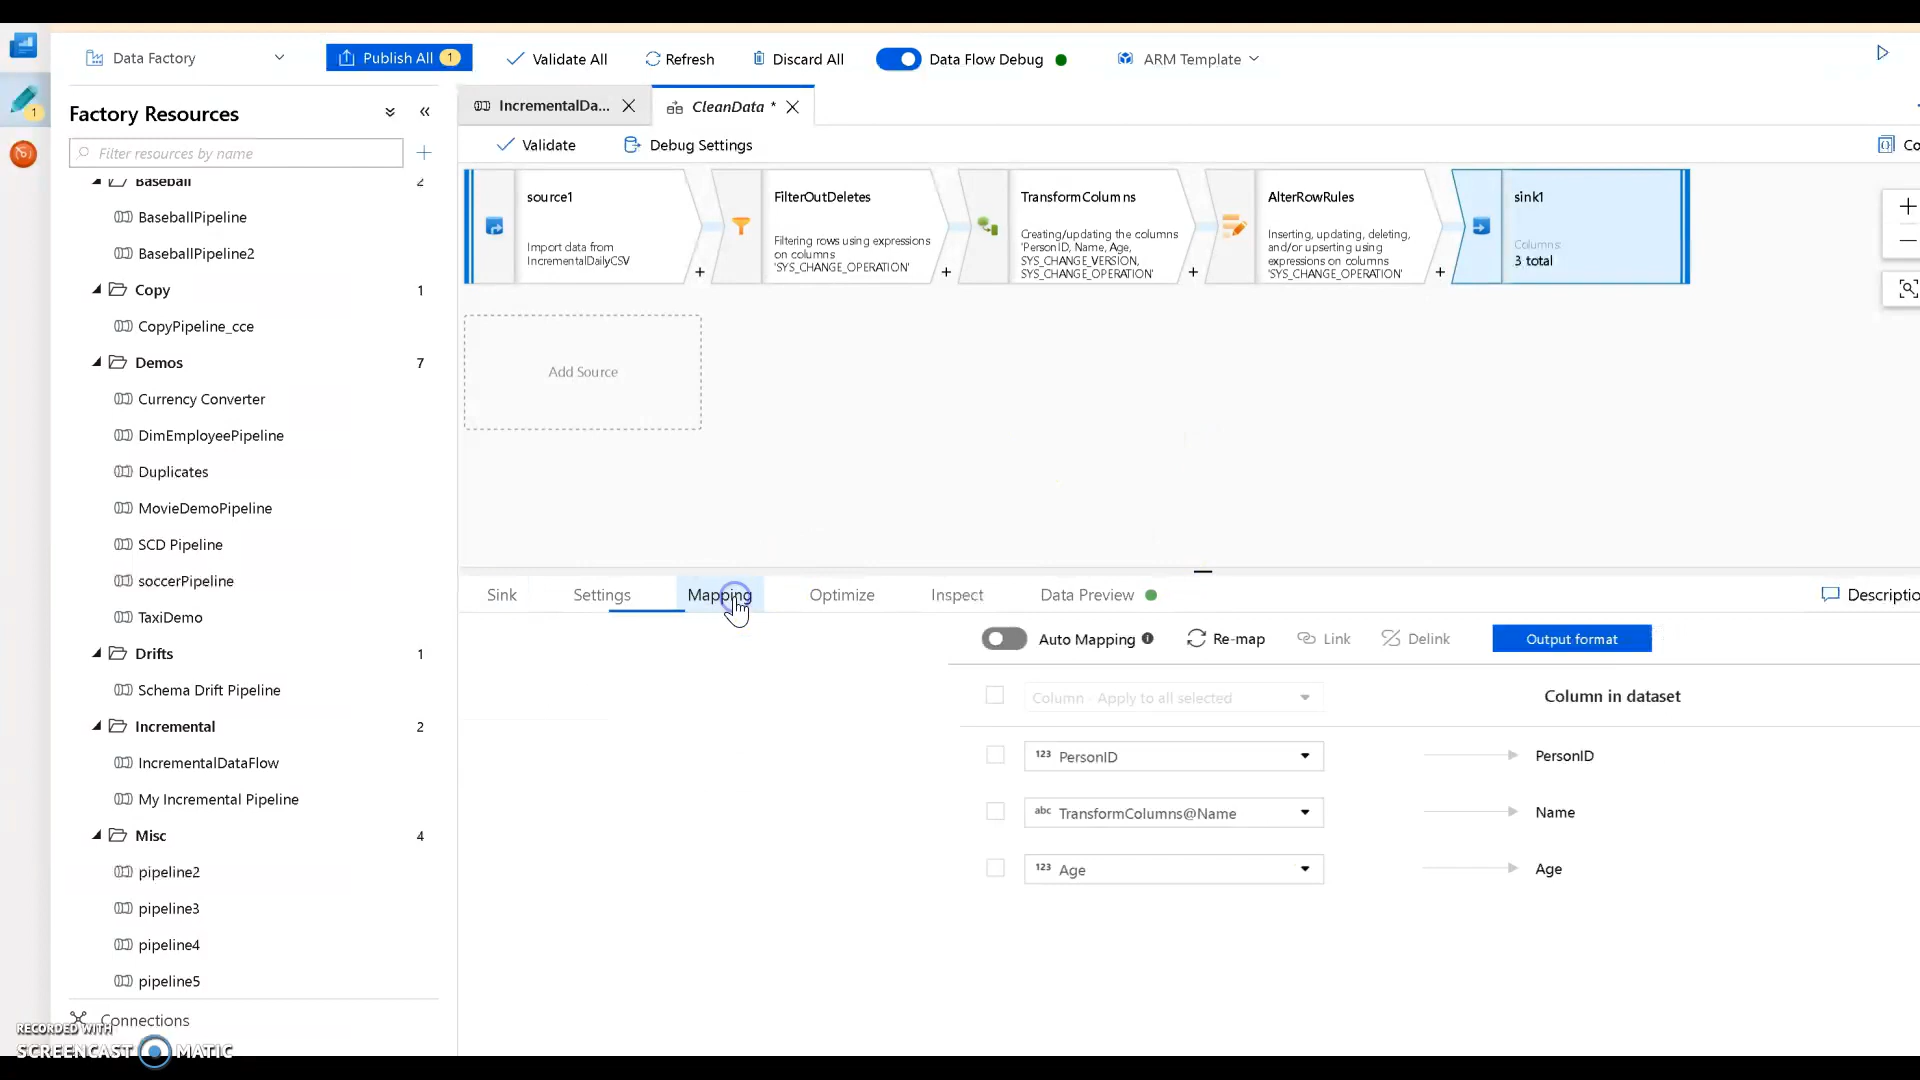 Data Factory
Publish All 1
Validate All
Refresh
Discard All
Data Flow Debug
ARM Template
1
Factory Resources
Filter resources by name
Baseball 2
BaseballPipeline
BaseballPipeline2
Copy 1
CopyPipeline_cce
Demos 7
Currency Converter
DimEmployeePipeline
Duplicates
MovieDemoPipeline
SCD Pipeline
soccerPipeline
TaxiDemo
Drifts 1
Schema Drift Pipeline
Incremental 2
IncrementalDataFlow
My Incremental Pipeline
Misc 4
pipeline2
pipeline3
pipeline4
pipeline5
Connections
IncrementalDa...
CleanData *
Validate
Debug Settings
Co
source1
Import data from
IncrementalDailyCSV
FilterOutDeletes
Filtering rows using expressions
on columns
'SYS_CHANGE_OPERATION'
TransformColumns
Creating/updating the columns
'PersonID, Name, Age,
SYS_CHANGE_VERSION,
SYS_CHANGE_OPERATION'
AlterRowRules
Inserting, updating, deleting,
and/or upserting using
expressions on columns
'SYS_CHANGE_OPERATION'
sink1
Columns:
3 total
Add Source
Sink
Settings
Mapping
Optimize
Inspect
Data Preview
Descriptio
Auto Mapping
Re-map
Link
Delink
Output format
Column - Apply to all selected
Column in dataset
123 PersonID
PersonID
abc TransformColumns@Name
Name
123 Age
Age
RECORDED WITH
SCREENCAST MATIC